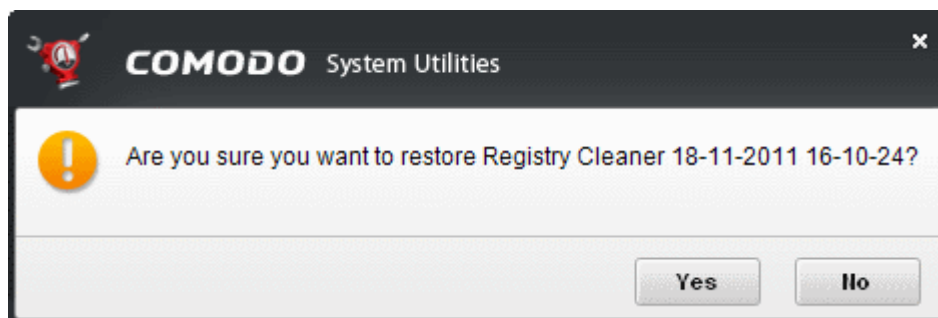 COMODO System Utilities
Are you sure you want to restore Registry Cleaner 18-11-2011 16-10-24?
Yes No